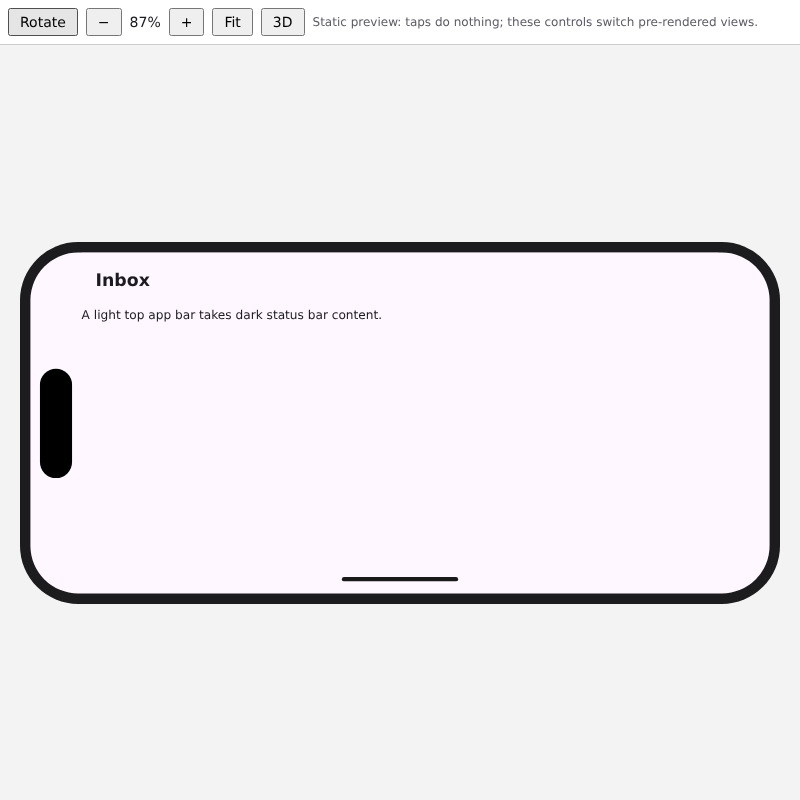 Rotate − 87% + Fit 3D Static preview: taps do nothing; these controls switch pre-rendered views.
Inbox
A light top app bar takes dark status bar content.